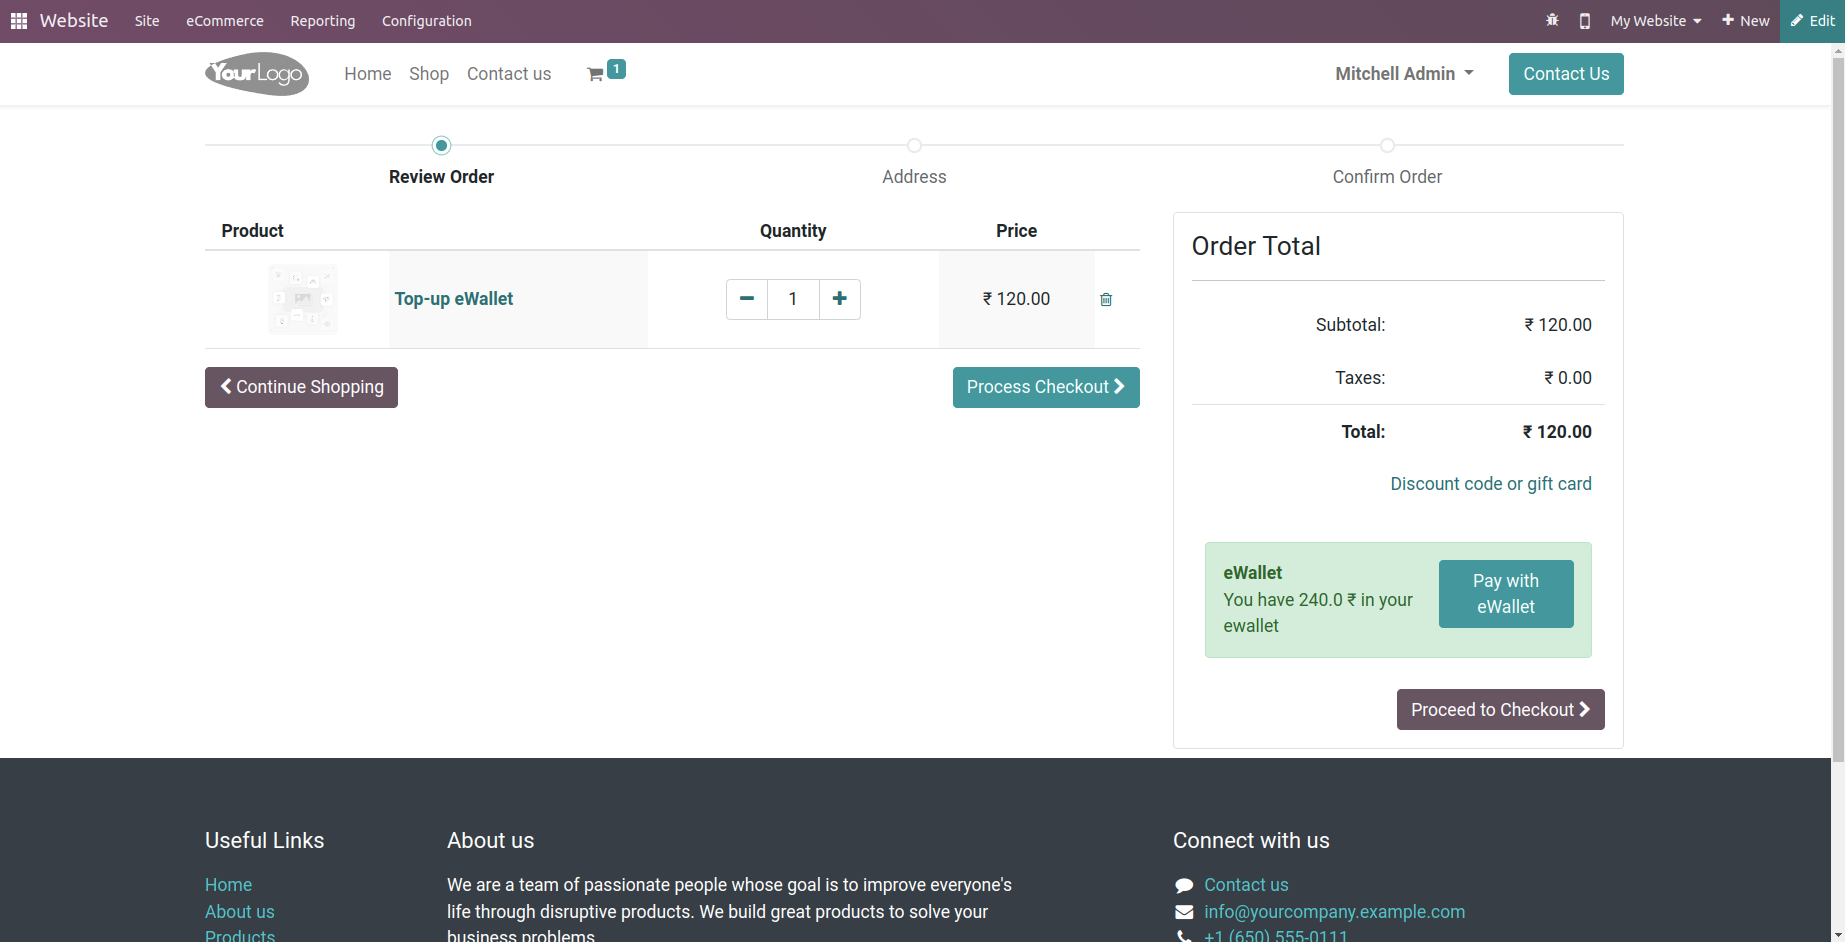 Website Site eCommerce Reporting Configuration My Website New Edit
YourLogo Home Shop Contact us 1 Mitchell Admin Contact Us
Review Order Address Confirm Order
Product Quantity Price
Top-up eWallet 1 ₹ 120.00
Continue Shopping Process Checkout
Order Total
Subtotal: ₹ 120.00
Taxes: ₹ 0.00
Total: ₹ 120.00
Discount code or gift card
eWallet
You have 240.0 ₹ in your
ewallet
Pay with
eWallet
Proceed to Checkout
Useful Links
Home
About us
Products
About us
We are a team of passionate people whose goal is to improve everyone's
life through disruptive products. We build great products to solve your
business problems.
Connect with us
Contact us
info@yourcompany.example.com
+1 (650) 555-0111